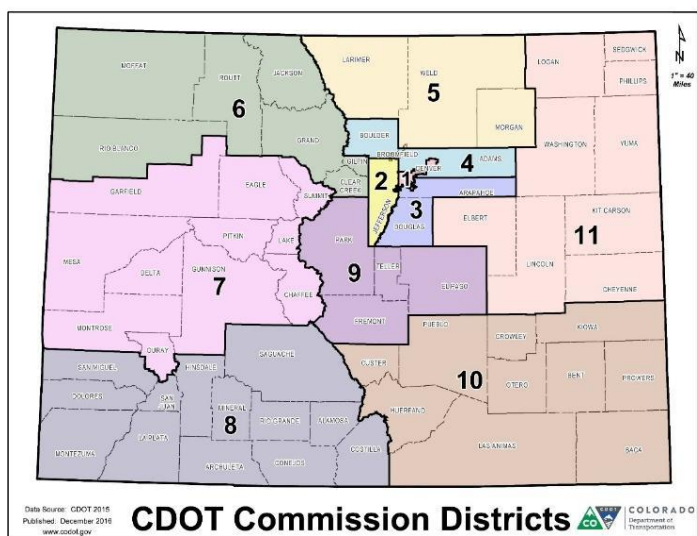 MOFFAT
ROUTT
JACKSON
LARIMER
WELD
LOGAN
SEDGWICK
PHILLIPS
1" = 40
Miles
6
5
MORGAN
RIO BLANCO
GRAND
BOULDER
BROOMFIELD
WASHINGTON
YUMA
GILPIN
4
ADAMS
DENVER
1
2
CLEAR
CREEK
GARFIELD
EAGLE
SUMMIT
JEFFERSON
3
ARAPAHOE
DOUGLAS
ELBERT
KIT CARSON
11
PITKIN
LAKE
PARK
MESA
DELTA
GUNNISON
7
9
TELLER
EL PASO
LINCOLN
CHEYENNE
CHAFFEE
MONTROSE
FREMONT
OURAY
PUEBLO
CROWLEY
KIOWA
SAN MIGUEL
HINSDALE
SAGUACHE
CUSTER
10
OTERO
BENT
PROWERS
DOLORES
SAN
JUAN
MINERAL
8
RIO GRANDE
ALAMOSA
HUERFANO
LA PLATA
COSTILLA
LAS ANIMAS
BACA
MONTEZUMA
ARCHULETA
CONEJOS
Data Source: CDOT 2015
Published: December 2016
www.codot.gov
CDOT Commission Districts
CO
CDOT
COLORADO
Department of
Transportation